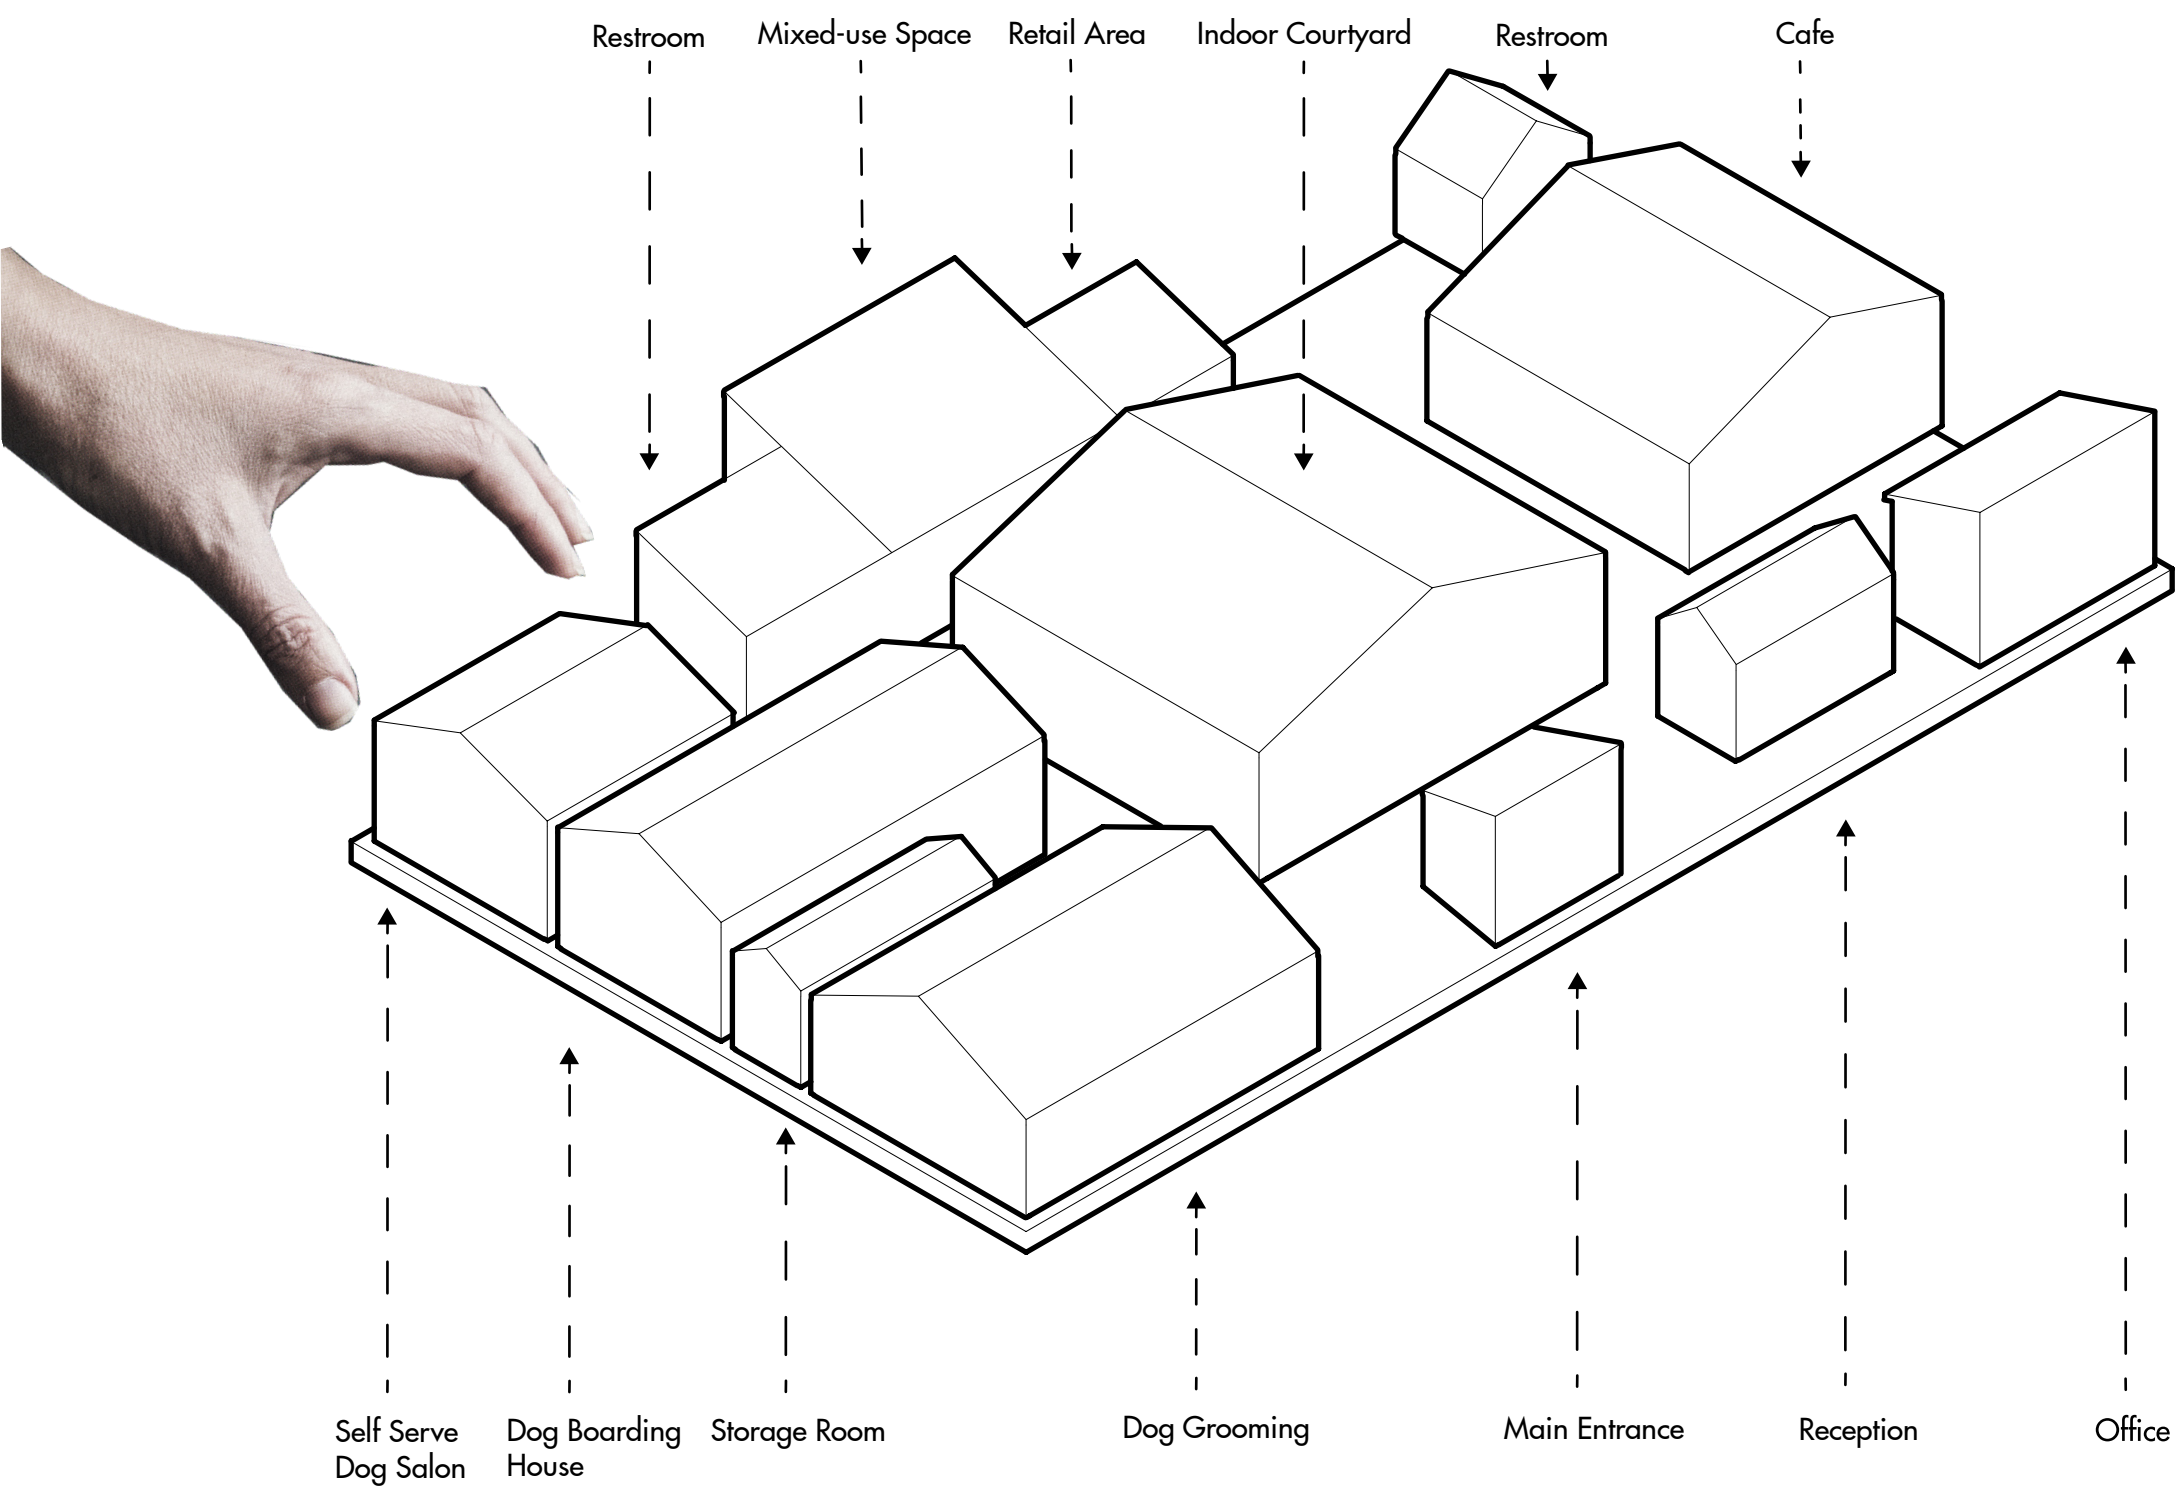 Restroom
Mixed-use Space
Retail Area
Indoor Courtyard
Restroom
Cafe
Self Serve
Dog Salon
Dog Boarding
House
Storage Room
Dog Grooming
Main Entrance
Reception
Office